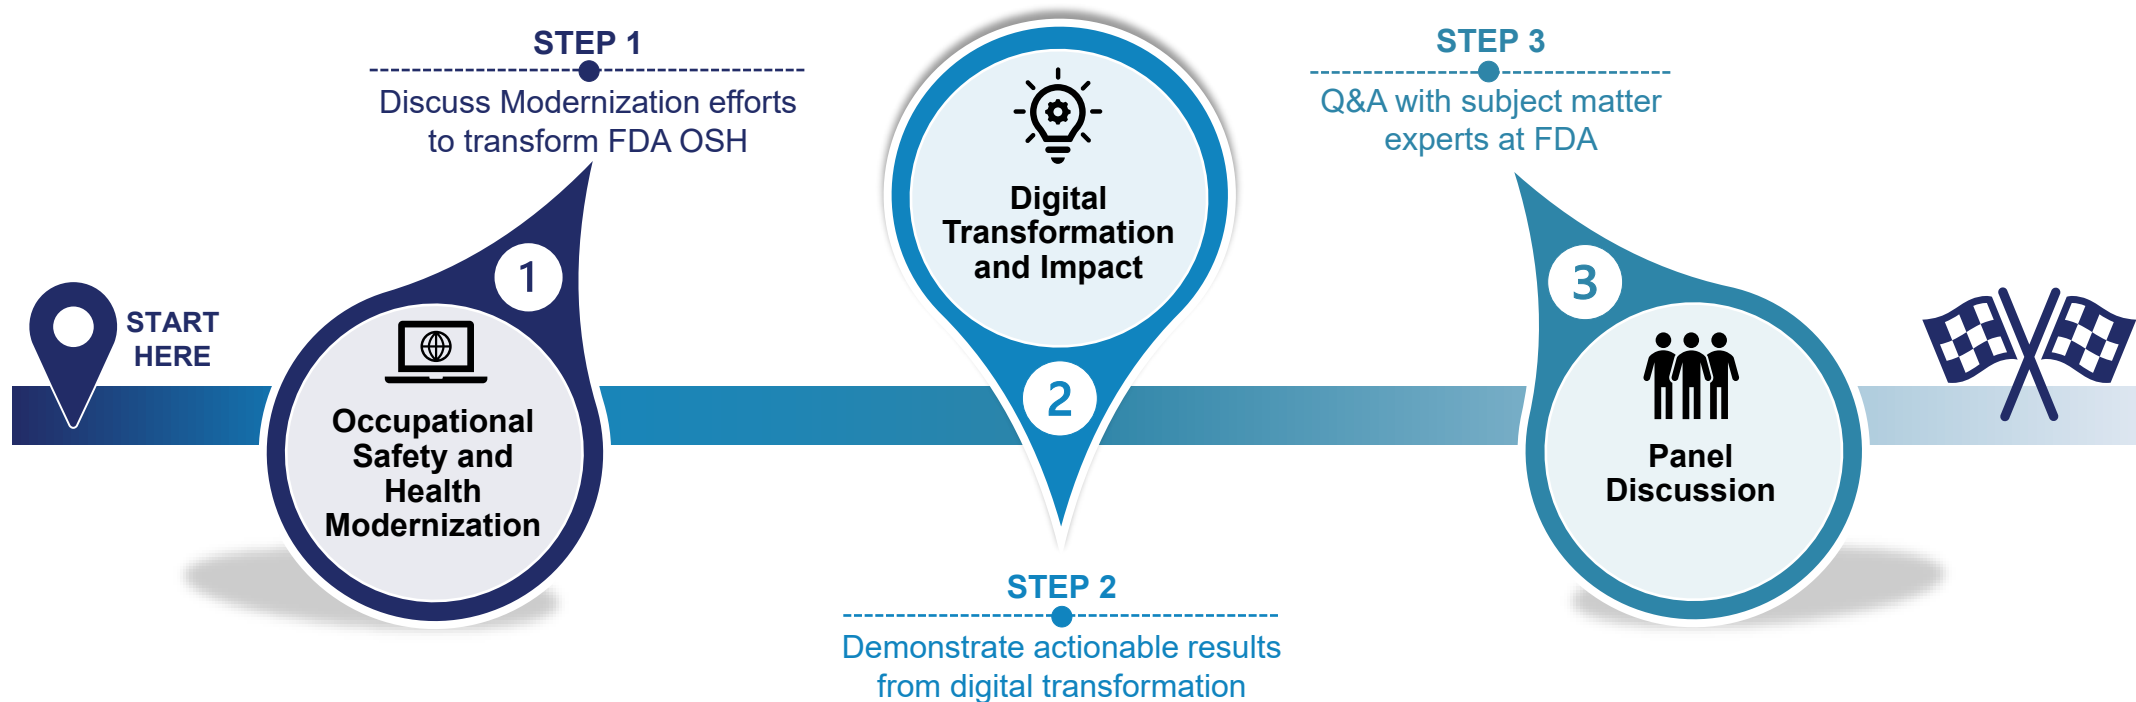 START
HERE
STEP 1
Discuss Modernization efforts
to transform FDA OSH
1
Occupational
Safety and
Health
Modernization
Digital
Transformation
and Impact
2
STEP 2
Demonstrate actionable results
from digital transformation
STEP 3
Q&A with subject matter
experts at FDA
3
Panel
Discussion